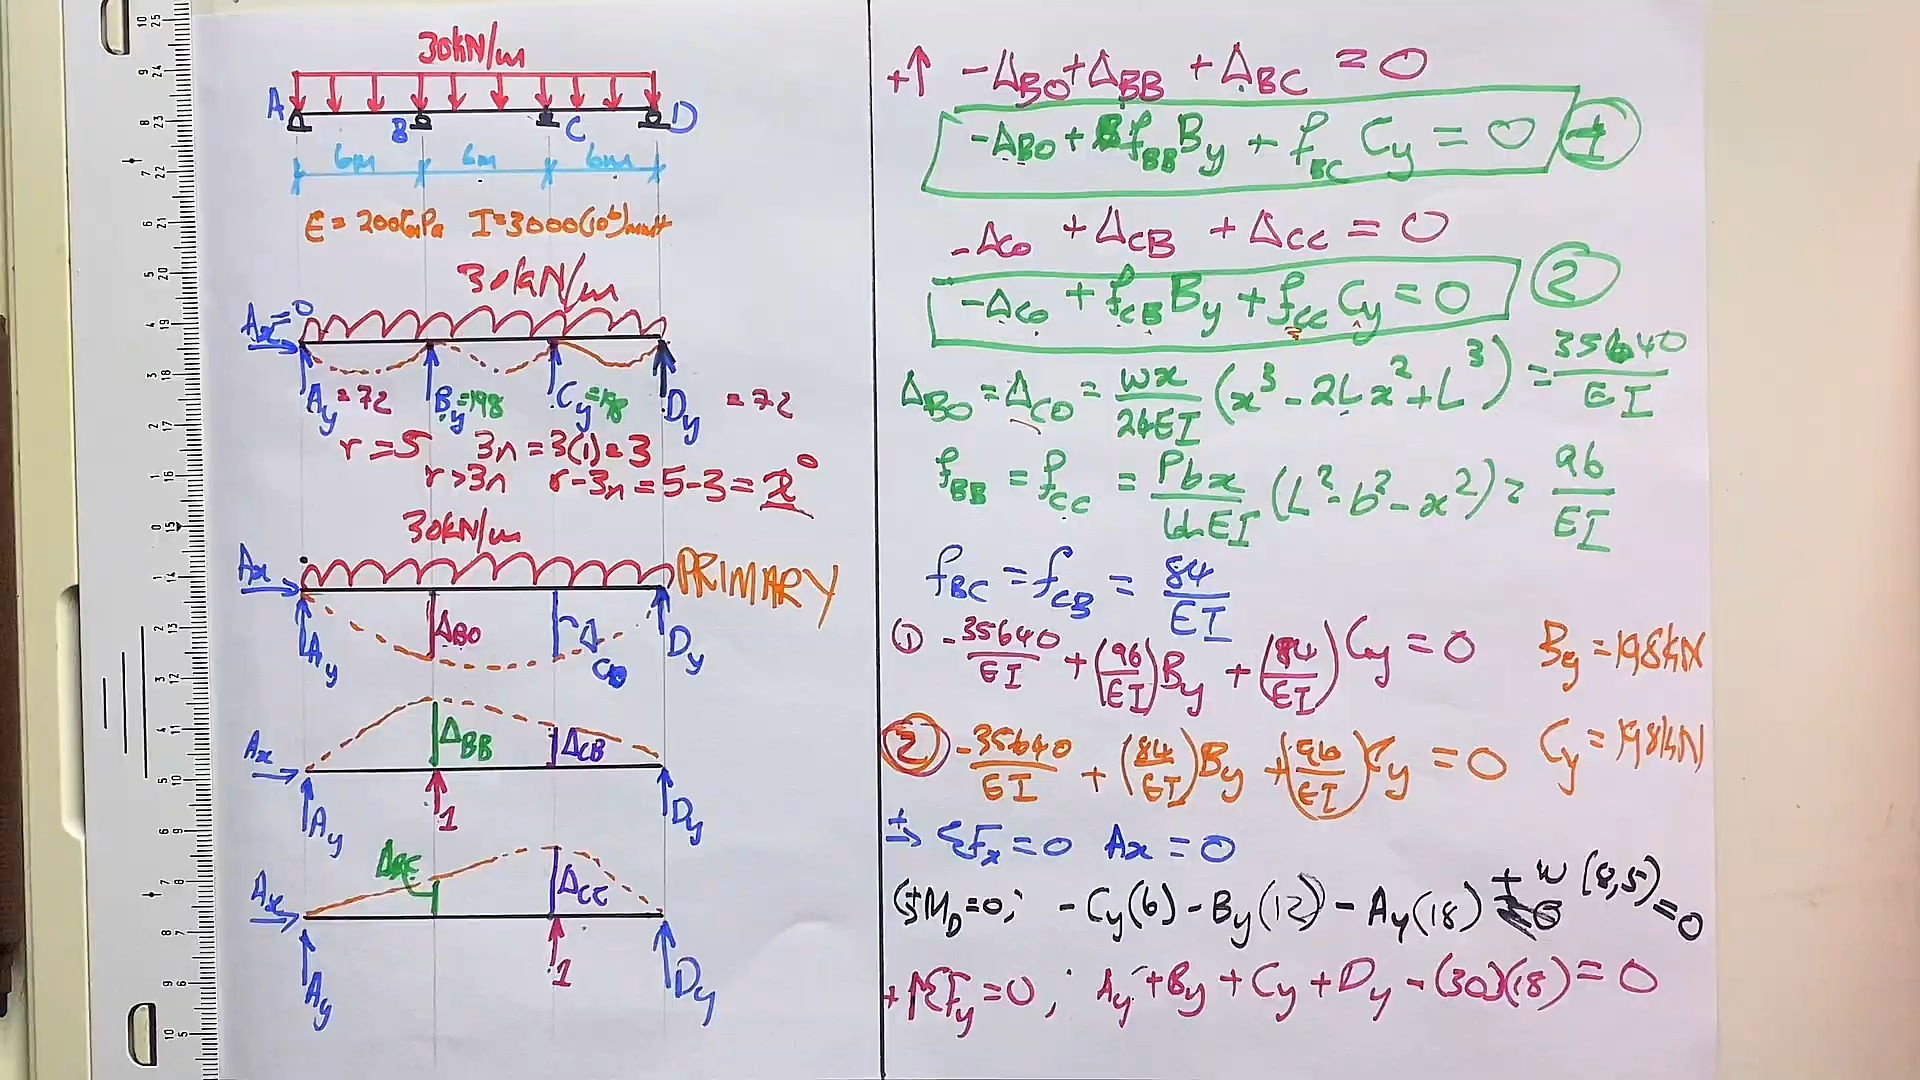 30kN/m
A B C D
6m 6m 6m
E = 200GPa I=3000(10⁶)mm⁴
30kN/m
Ax=0
Ay=72 By=198 Cy=198 Dy=72
r=5 3n=3(1)=3
r>3n r-3n=5-3=2°
30kN/m
Ax PRIMARY
ΔBO ΔCO
Ay Dy
Ax ΔBB ΔCB
Ay 1 Dy
Ax ΔBC ΔCC
Ay 1 Dy
+↑ -ΔBO+ΔBB+ΔBC=0
-ΔBO+fBB By+fBC Cy=0 1
-ΔCO+ΔCB+ΔCC=0
-ΔCO+fCB By+fCC Cy=0 2
ΔBO=ΔCO=wx/24EI(x³-2Lx²+L³)=35640/EI
fBB=fCC=Pbx/6LEI(L²-b²-x²)=96/EI
fBC=fCB=84/EI
① -35640/EI+(96/EI)By+(84/EI)Cy=0 By=198kN
② -35640/EI+(84/EI)By+(96/EI)Cy=0 Cy=198kN
+→ ΣFx=0 Ax=0
(+MD=0; -Cy(6)-By(12)-Ay(18)+w(8,5)=0
+↑ΣFy=0; Ay+By+Cy+Dy-(30)(18)=0